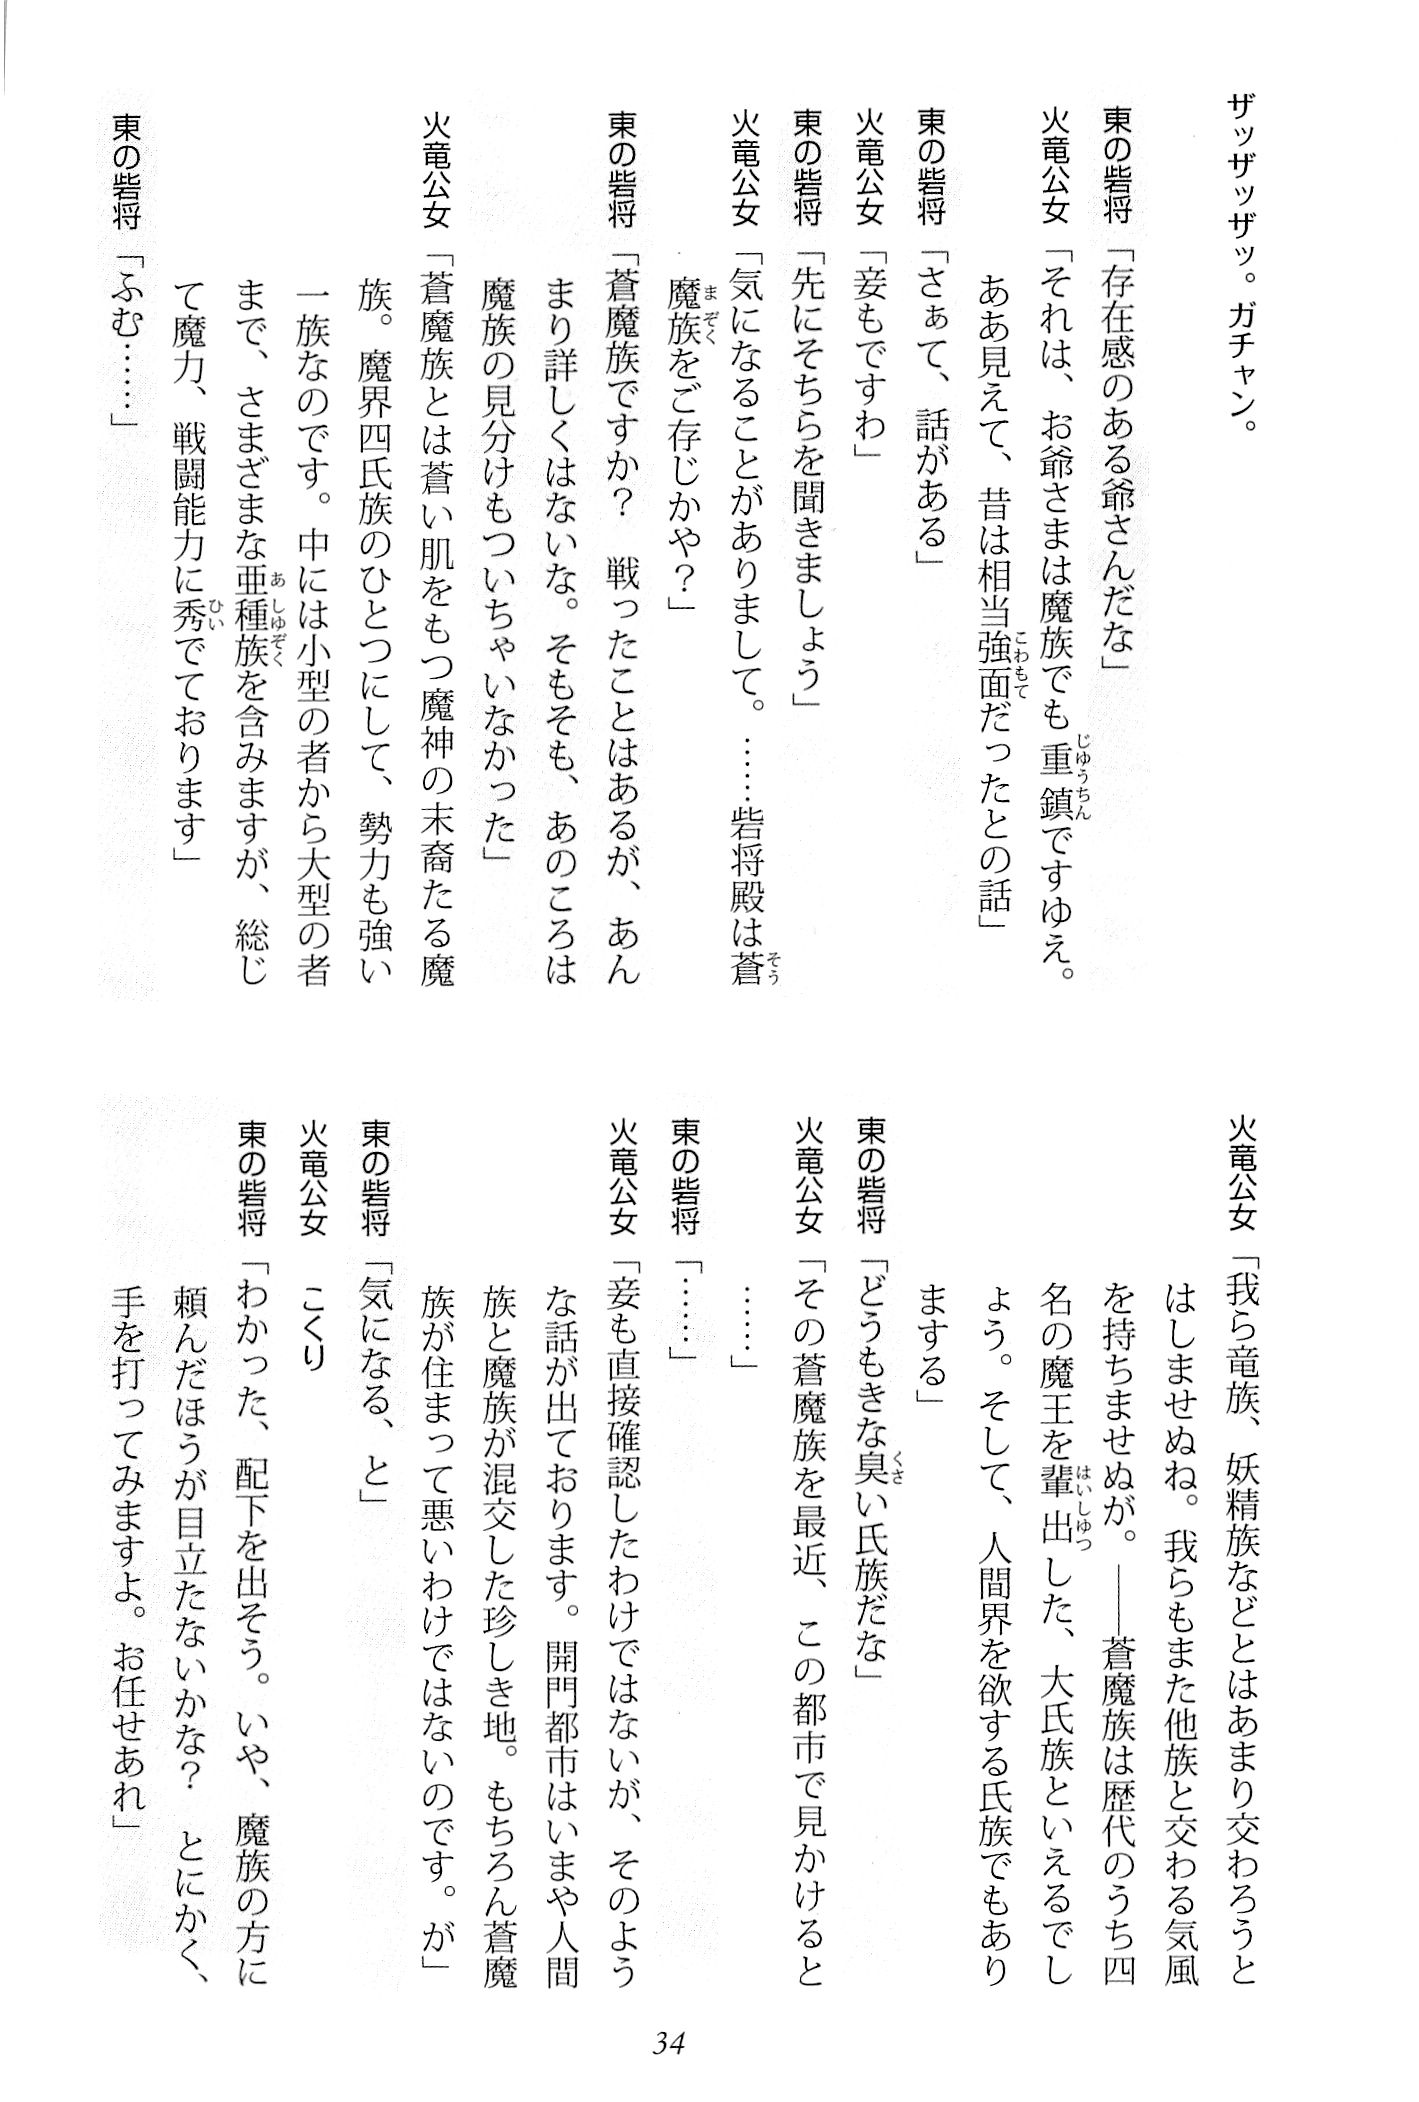 ザッザッザッ。ガチャン。
東の砦将「存在感のある爺さんだな」
火竜公女「それは、お爺さまは魔族でも重鎮ですゆえ。
ああ見えて、昔は相当強面だったとの話」
東の砦将「さぁて、話がある」
火竜公女「妾もですわ」
東の砦将「先にそちらを聞きましょう」
火竜公女「気になることがありまして。……砦将殿は蒼
魔族をご存じかや？」
東の砦将「蒼魔族ですか？　戦ったことはあるが、あん
まり詳しくはないな。そもそも、あのころは
魔族の見分けもついちゃいなかった」
火竜公女「蒼魔族とは蒼い肌をもつ魔神の末裔たる魔
族。魔界四氏族のひとつにして、勢力も強い
一族なのです。中には小型の者から大型の者
まで、さまざまな亜種族を含みますが、総じ
て魔力、戦闘能力に秀でております」
東の砦将「ふむ……」
火竜公女「我ら竜族、妖精族などとはあまり交わろうと
はしませぬね。我らもまた他族と交わる気風
を持ちませぬが。――蒼魔族は歴代のうち四
名の魔王を輩出した、大氏族といえるでし
ょう。そして、人間界を欲する氏族でもあり
まする」
東の砦将「どうもきな臭い氏族だな」
火竜公女「その蒼魔族を最近、この都市で見かけると
……」
東の砦将「……」
火竜公女「妾も直接確認したわけではないが、そのよう
な話が出ております。開門都市はいまや人間
族と魔族が混交した珍しき地。もちろん蒼魔
族が住まって悪いわけではないのです。が」
東の砦将「気になる、と」
火竜公女　こくり
東の砦将「わかった、配下を出そう。いや、魔族の方に
頼んだほうが目立たないかな？　とにかく、
手を打ってみますよ。お任せあれ」
34